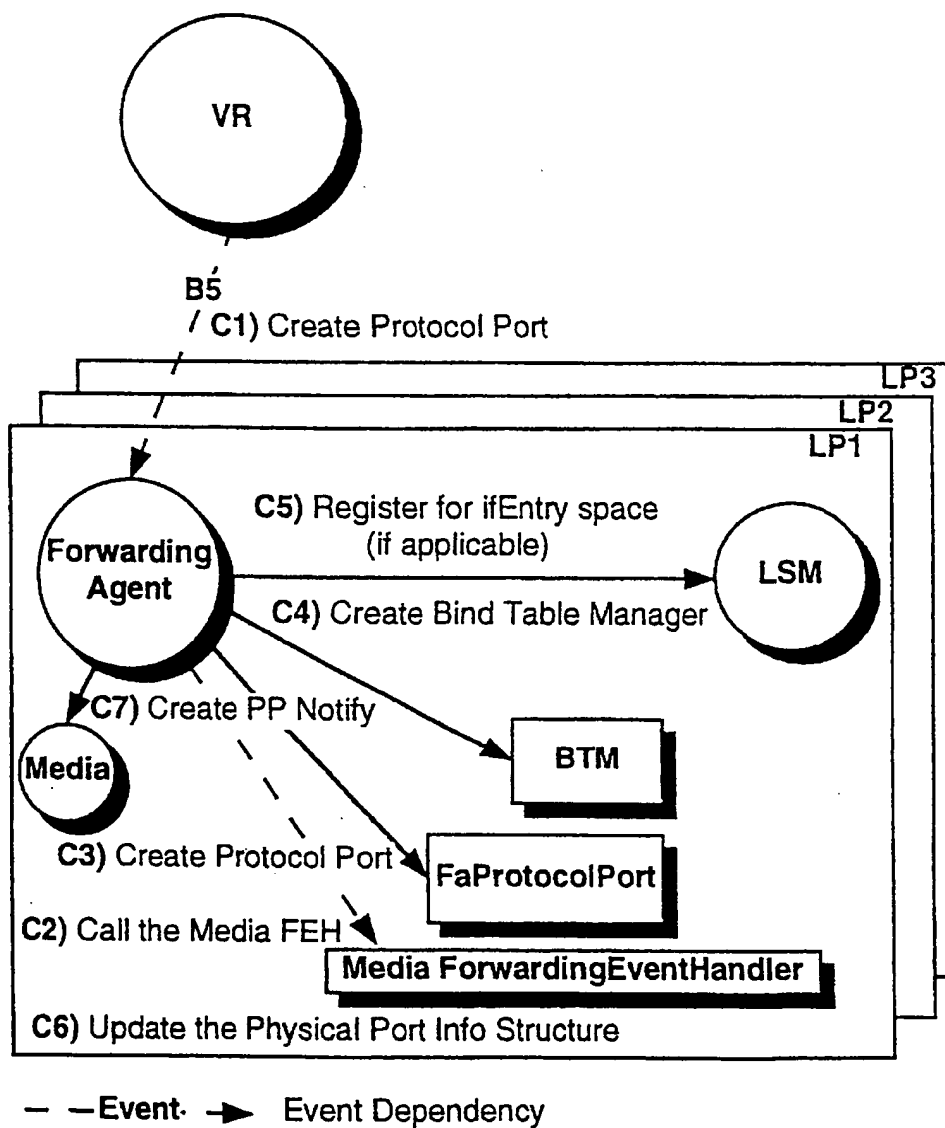 VR
B5
C1) Create Protocol Port
LP3
LP2
LP1
C5) Register for ifEntry space
(if applicable)
Forwarding
Agent
LSM
C4) Create Bind Table Manager
C7) Create PP Notify
Media
BTM
C3) Create Protocol Port
FaProtocolPort
C2) Call the Media FEH
Media ForwardingEventHandler
C6) Update the Physical Port Info Structure
Event Event Dependency